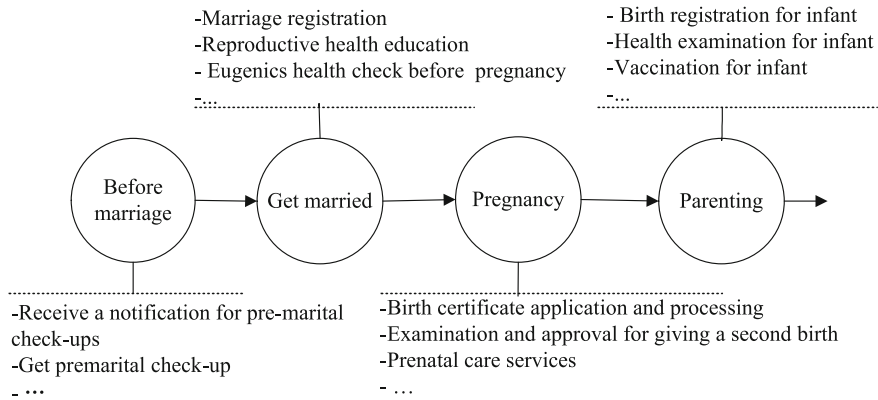 -Marriage registration
-Reproductive health education
- Eugenics health check before pregnancy
-...
- Birth registration for infant
-Health examination for infant
-Vaccination for infant
-...
Before
marriage
Get married
Pregnancy
Parenting
-Receive a notification for pre-marital
check-ups
-Get premarital check-up
- ...
-Birth certificate application and processing
-Examination and approval for giving a second birth
-Prenatal care services
- ...